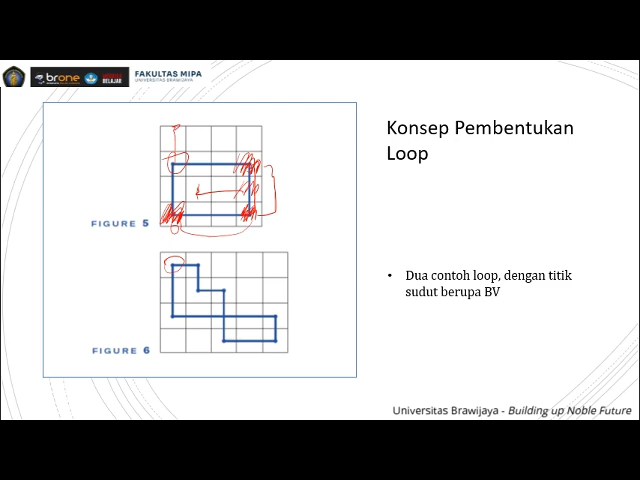 brone
BELAJAR
FAKULTAS MIPA
UNIVERSITAS BRAWIJAYA
Konsep Pembentukan
Loop
FIGURE 5
Dua contoh loop, dengan titik
sudut berupa BV
FIGURE 6
Universitas Brawijaya - Building up Noble Future